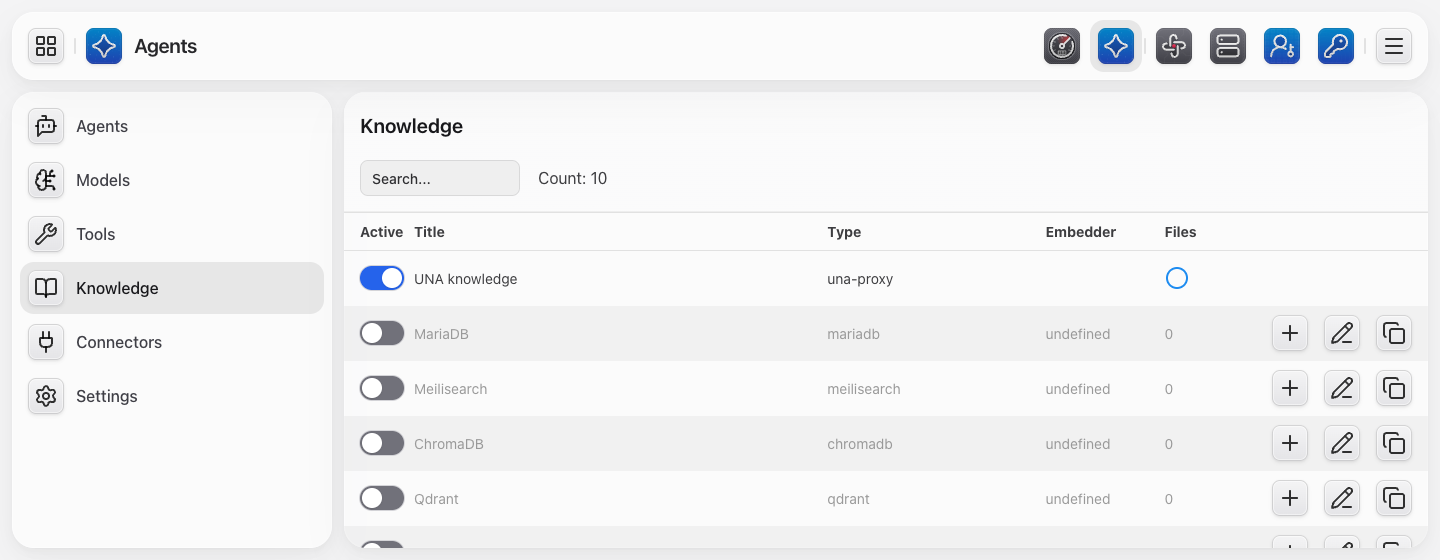 Agents
Agents
Models
Tools
Knowledge
Connectors
Settings
Knowledge
Search...
Count: 10
Active Title Type Embedder Files
UNA knowledge una-proxy
MariaDB mariadb undefined 0
Meilisearch meilisearch undefined 0
ChromaDB chromadb undefined 0
Qdrant qdrant undefined 0